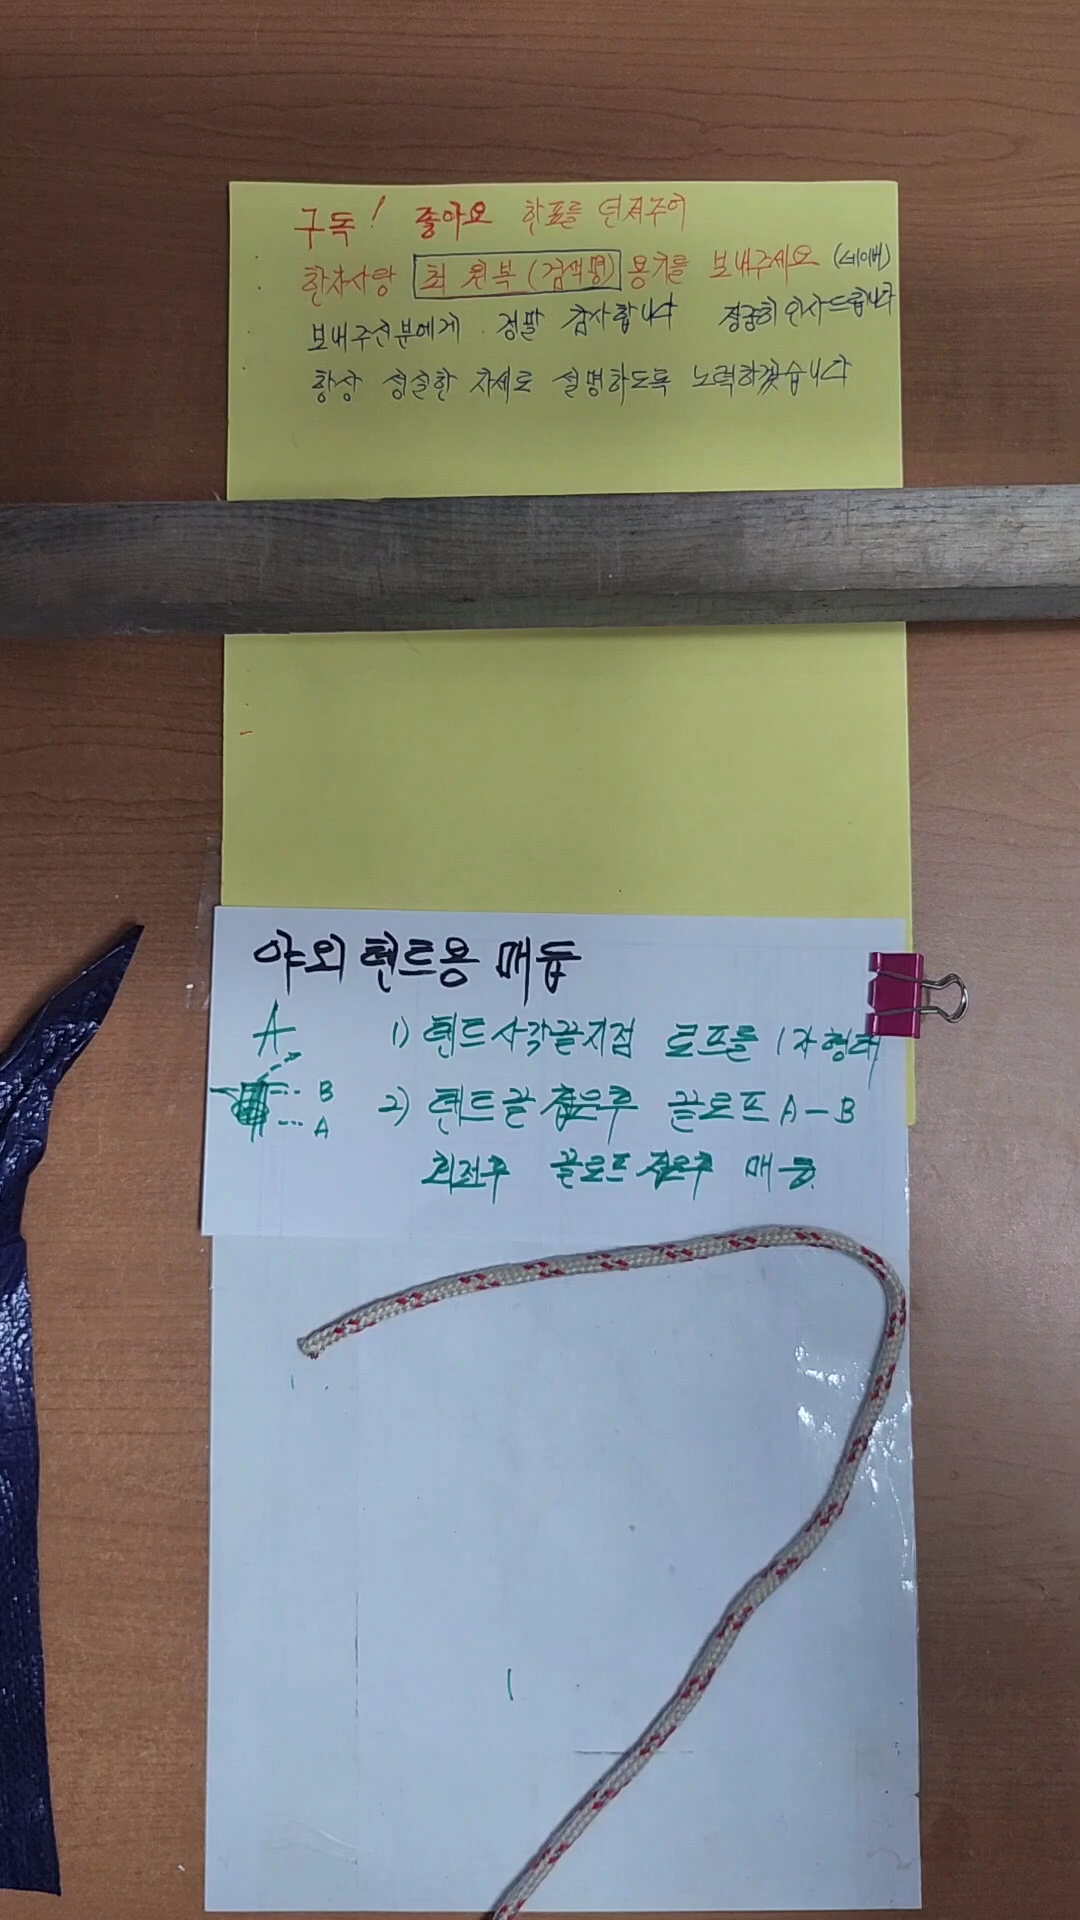 구독! 좋아요 한표를 던져주어
한자사랑 최원복(검색명) 용기를 보내주세요 (네이버)
보내주신분에게 정말 감사합니다 정중히 인사드립니다
항상 성실한 자세로 설명하도록 노력하겠습니다
야외 텐트용 매듭
A
1) 텐트사각끝지점 로프를 1자형태
B
2) 텐트끝 접은후 끝로프 A-B
A
회전후 끝로프 접은후 매듭